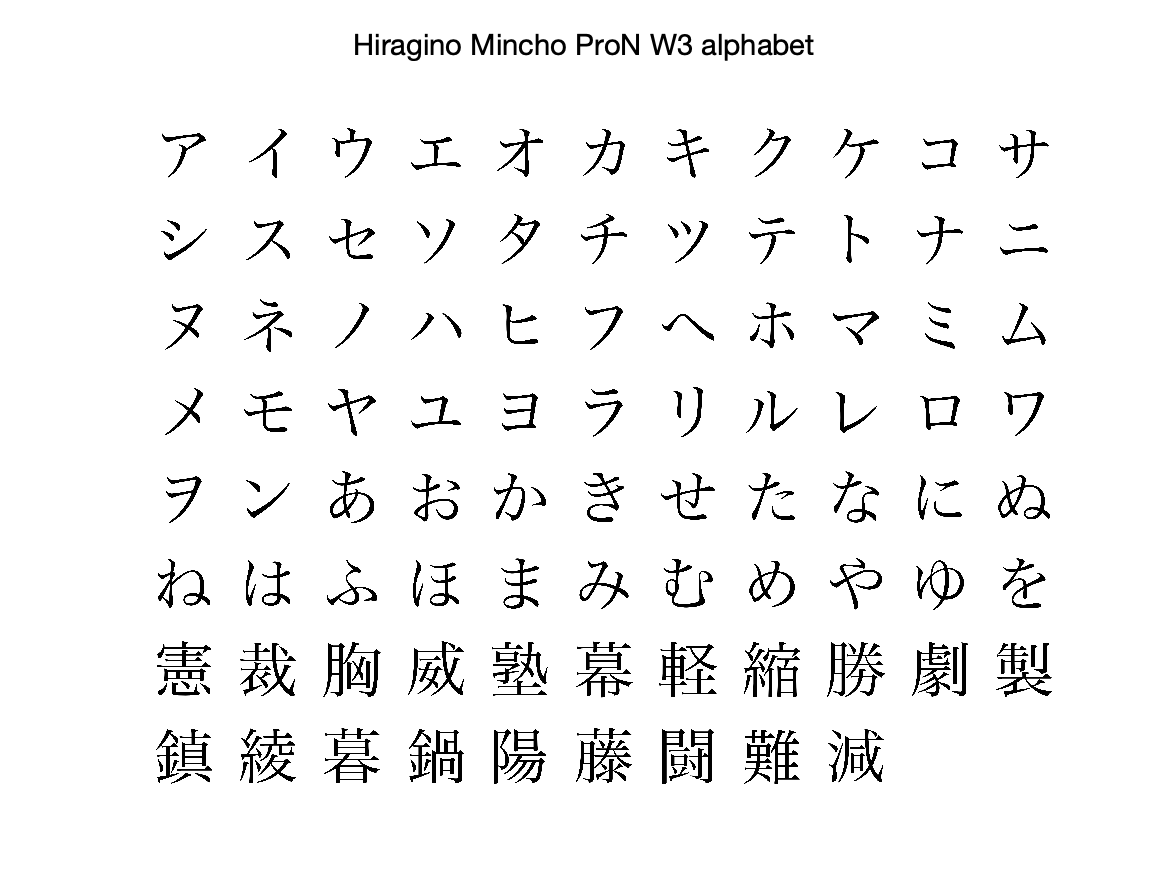 Hiragino Mincho ProN W3 alphabet
ア イ ウ エ オ カ キ ク ケ コ サ
シ ス セ ソ タ チ ツ テ ト ナ ニ
ヌ ネ ノ ハ ヒ フ ヘ ホ マ ミ ム
メ モ ヤ ユ ヨ ラ リ ル レ ロ ワ
ヲ ン あ お か き せ た な に ぬ
ね は ふ ほ ま み む め や ゆ を
憲 裁 胸 威 塾 幕 軽 縮 勝 劇 製
鎮 綾 暮 鍋 陽 藤 闘 難 減